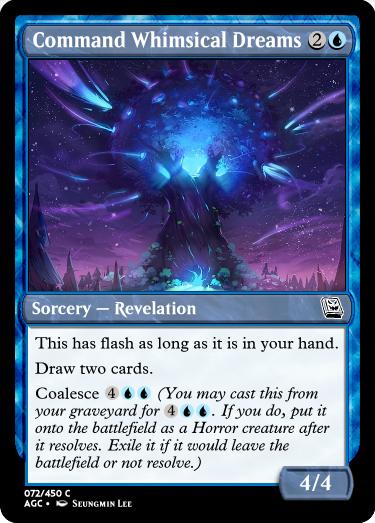 Command Whimsical Dreams 2
Sorcery — Revelation
This has flash as long as it is in your hand.
Draw two cards.
Coalesce 4 (You may cast this from
your graveyard for 4 . If you do, put it
onto the battlefield as a Horror creature after
it resolves. Exile it if it would leave the
battlefield or not resolve.)
4/4
072/450 C
AGC • Seungmin Lee